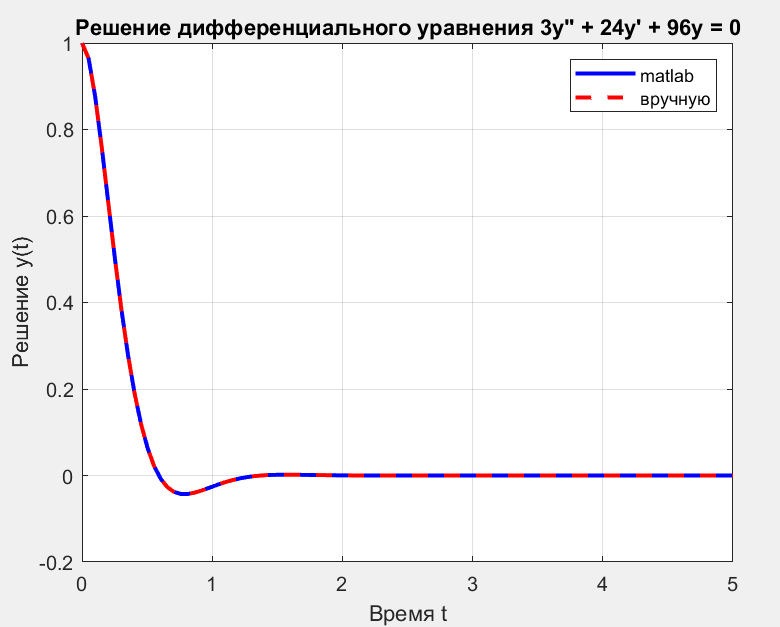 Решение дифференциального уравнения 3y" + 24y' + 96y = 0
matlab
вручную
Решение y(t)
1
0.8
0.6
0.4
0.2
0
-0.2
0 1 2 3 4 5
Время t